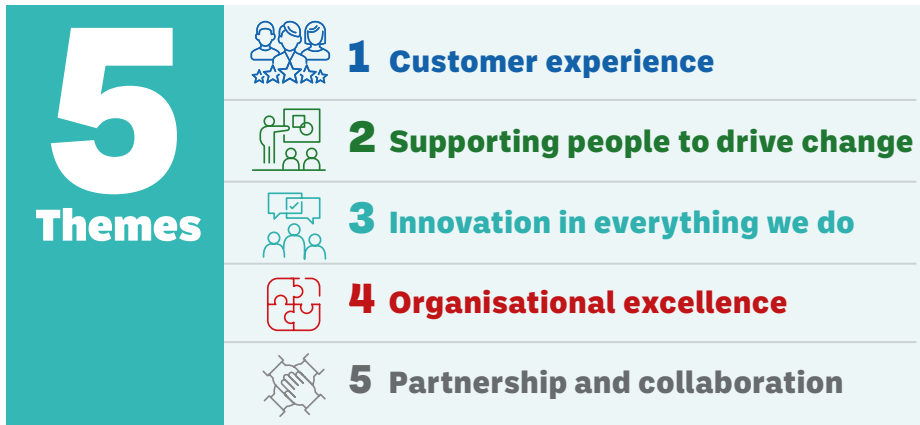 5
Themes
1 Customer experience
2 Supporting people to drive change
3 Innovation in everything we do
4 Organisational excellence
5 Partnership and collaboration